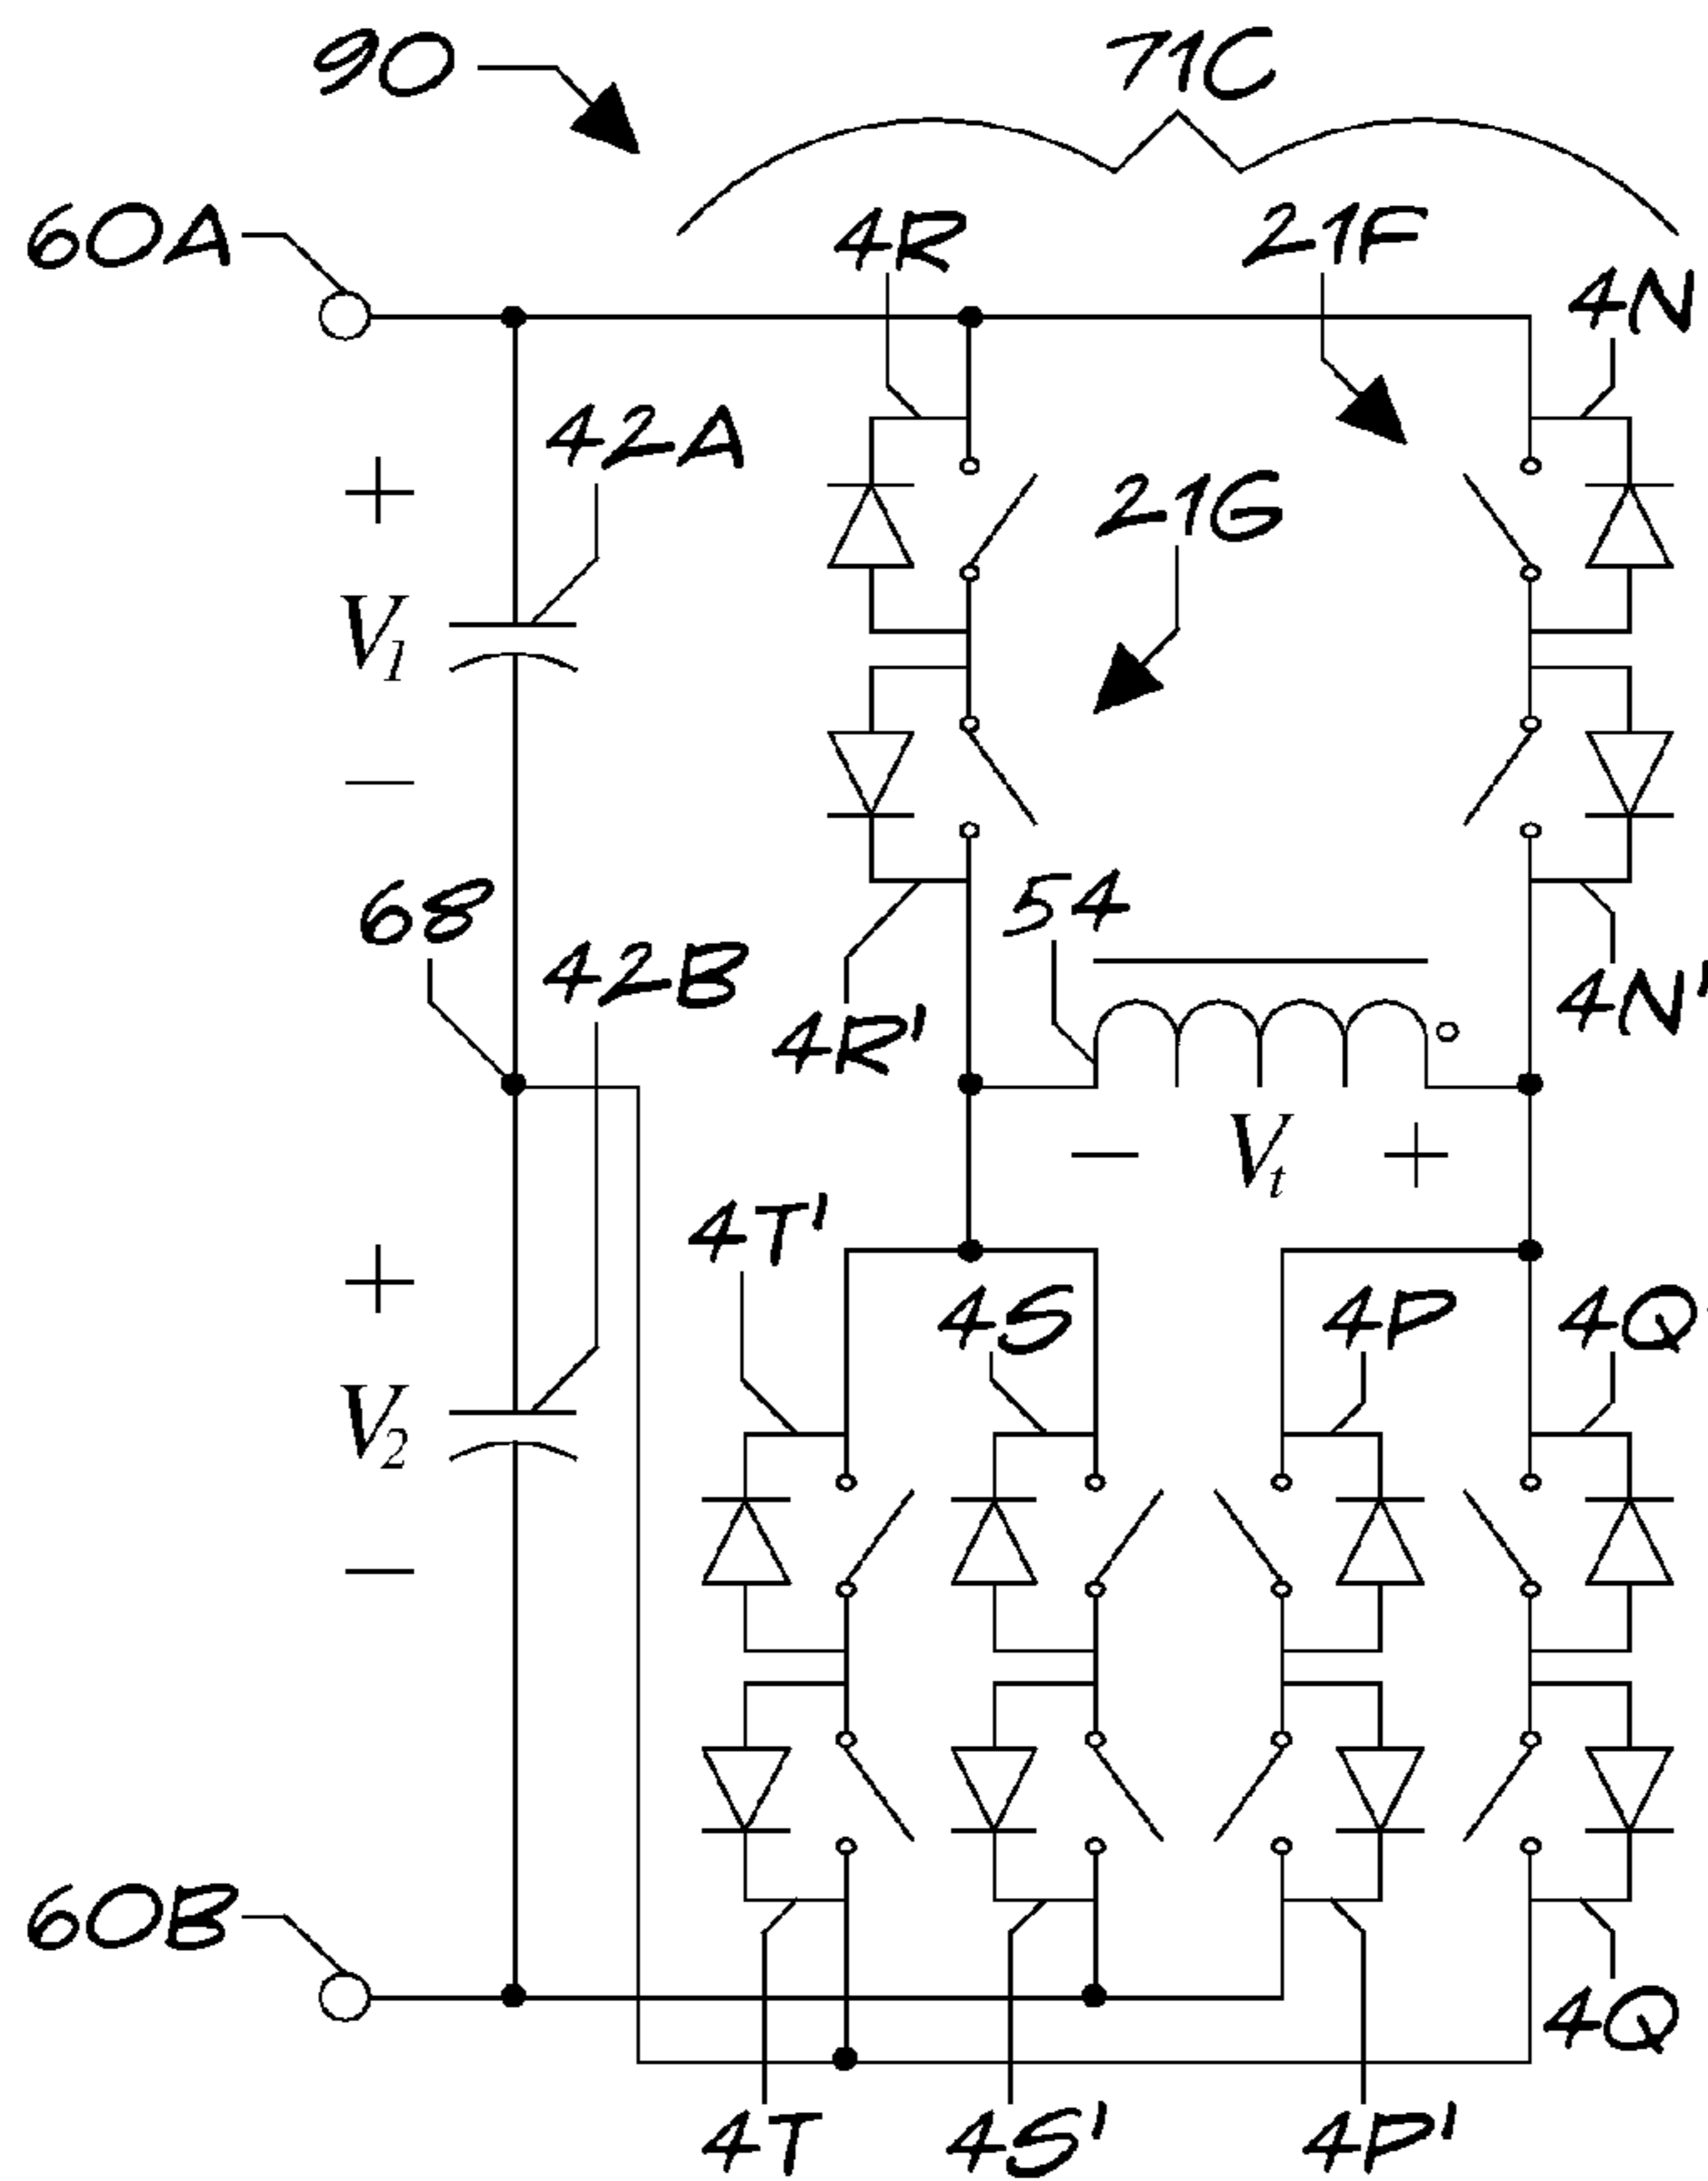 90
71C
60A
4R
21F
4N
42A
+
21G
V1
−
68
54
42B
4N'
4R'
− Vt +
4T'
+
4S
4P
4Q'
V2
−
60B
4Q
4T
4S'
4P'